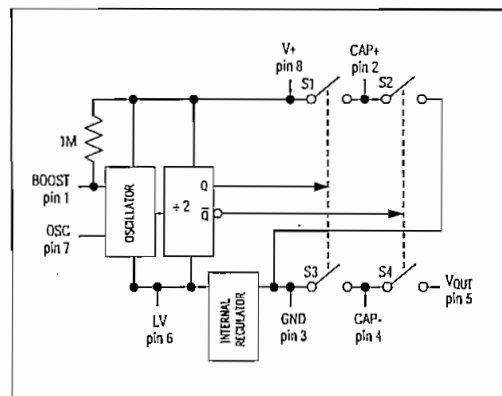 V+
pin 8
CAP+
pin 2
S1
S2
1M
BOOST
pin 1
OSC
pin 7
OSCILLATOR
÷ 2
Q
Q̅
S3
S4
VOUT
pin 5
LV
pin 6
INTERNAL
REGULATOR
GND
pin 3
CAP-
pin 4